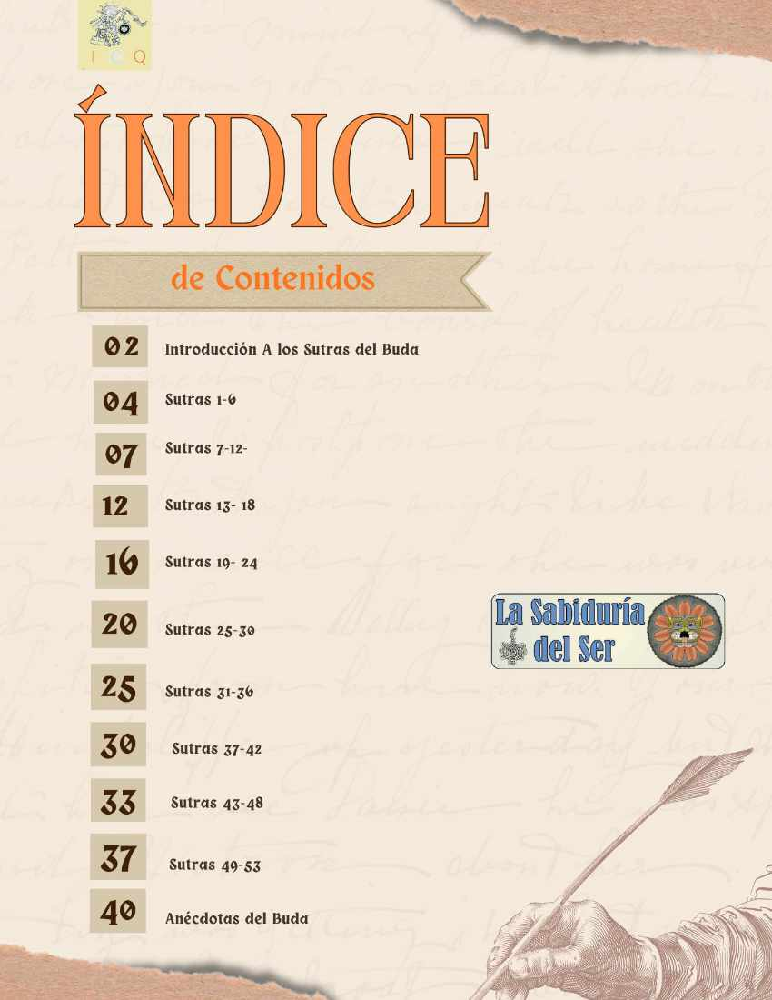 I C Q
ÍNDICE
de Contenidos
02 Introducción A los Sutras del Buda
04 Sutras 1-6
07 Sutras 7-12-
12 Sutras 13- 18
16 Sutras 19- 24
20 Sutras 25-30
25 Sutras 31-36
30 Sutras 37-42
33 Sutras 43-48
37 Sutras 49-53
40 Anécdotas del Buda
La Sabiduría
del Ser